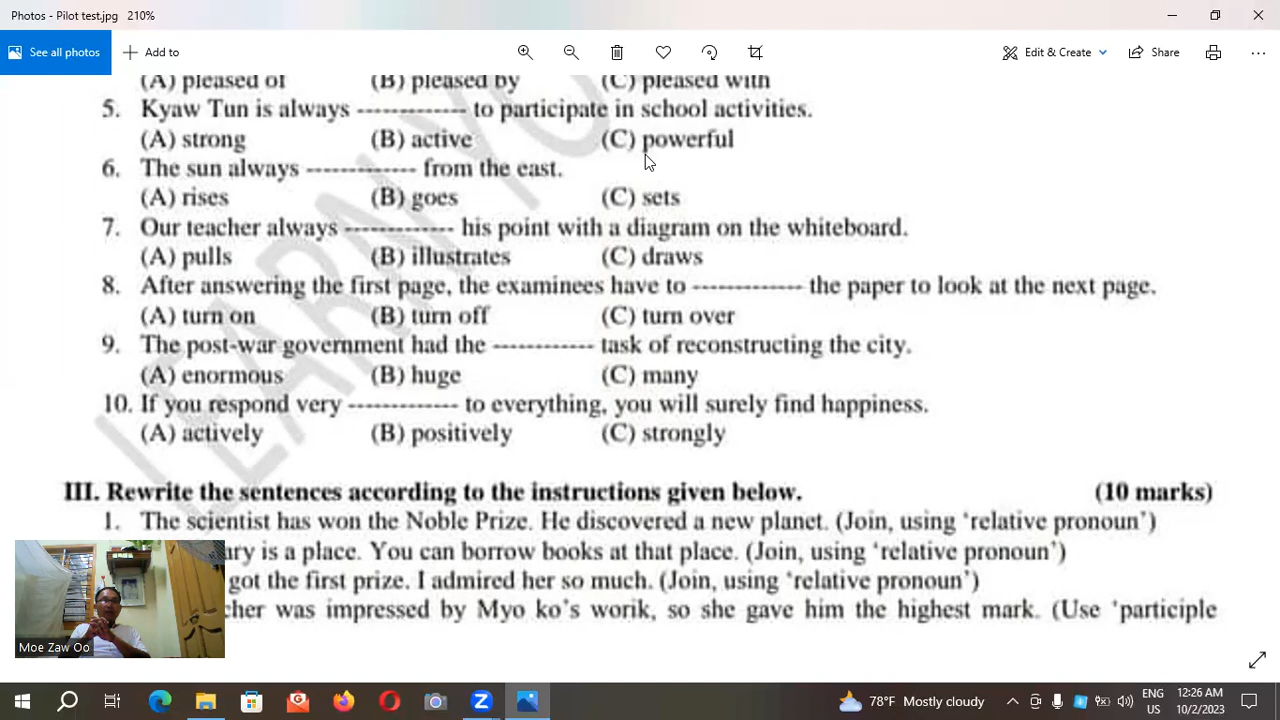 Photos - Pilot test.jpg 210%
See all photos
Add to
Edit & Create
Share
(A) pleased of (B) pleased by (C) pleased with
5. Kyaw Tun is always ------------- to participate in school activities.
(A) strong (B) active (C) powerful
6. The sun always ------------- from the east.
(A) rises (B) goes (C) sets
7. Our teacher always ------------- his point with a diagram on the whiteboard.
(A) pulls (B) illustrates (C) draws
8. After answering the first page, the examinees have to ------------- the paper to look at the next page.
(A) turn on (B) turn off (C) turn over
9. The post-war government had the ------------ task of reconstructing the city.
(A) enormous (B) huge (C) many
10. If you respond very ------------- to everything, you will surely find happiness.
(A) actively (B) positively (C) strongly
III. Rewrite the sentences according to the instructions given below. (10 marks)
1. The scientist has won the Noble Prize. He discovered a new planet. (Join, using 'relative pronoun')
ary is a place. You can borrow books at that place. (Join, using 'relative pronoun')
got the first prize. I admired her so much. (Join, using 'relative pronoun')
cher was impressed by Myo ko's worik, so she gave him the highest mark. (Use 'participle
LEARN YO
Moe Zaw Oo
78°F Mostly cloudy
ENG
US
12:26 AM
10/2/2023